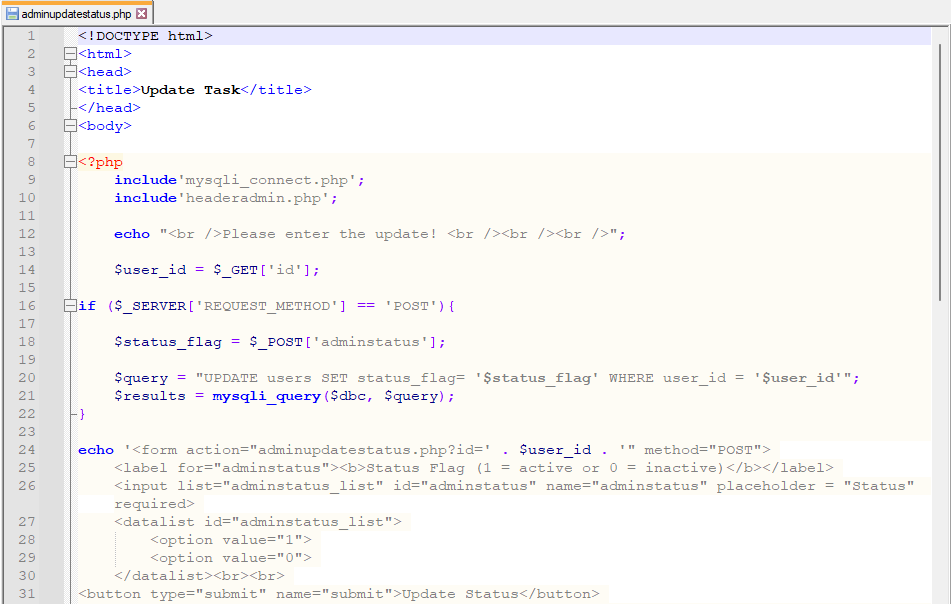 adminupdatestatus.php
1 <!DOCTYPE html>
2 <html>
3 <head>
4 <title>Update Task</title>
5 </head>
6 <body>
7
8 <?php
9 include'mysqli_connect.php';
10 include'headeradmin.php';
11
12 echo "<br />Please enter the update! <br /><br /><br />";
13
14 $user_id = $_GET['id'];
15
16 if ($_SERVER['REQUEST_METHOD'] == 'POST'){
17
18 $status_flag = $_POST['adminstatus'];
19
20 $query = "UPDATE users SET status_flag= '$status_flag' WHERE user_id = '$user_id'";
21 $results = mysqli_query($dbc, $query);
22 }
23
24 echo '<form action="adminupdatestatus.php?id=' . $user_id . '" method="POST">
25 <label for="adminstatus"><b>Status Flag (1 = active or 0 = inactive)</b></label>
26 <input list="adminstatus_list" id="adminstatus" name="adminstatus" placeholder = "Status"
required>
27 <datalist id="adminstatus_list">
28 <option value="1">
29 <option value="0">
30 </datalist><br><br>
31 <button type="submit" name="submit">Update Status</button>